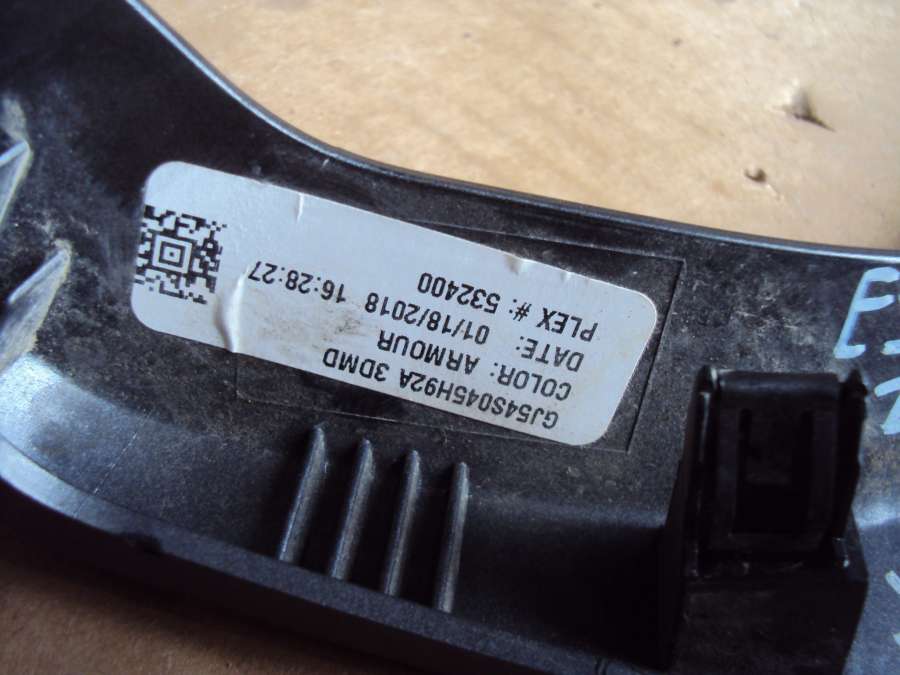 GJ54S045H92A 3DMD
COLOR: ARMOUR
DATE: 01/18/2018 16:28:27
PLEX #: 532400